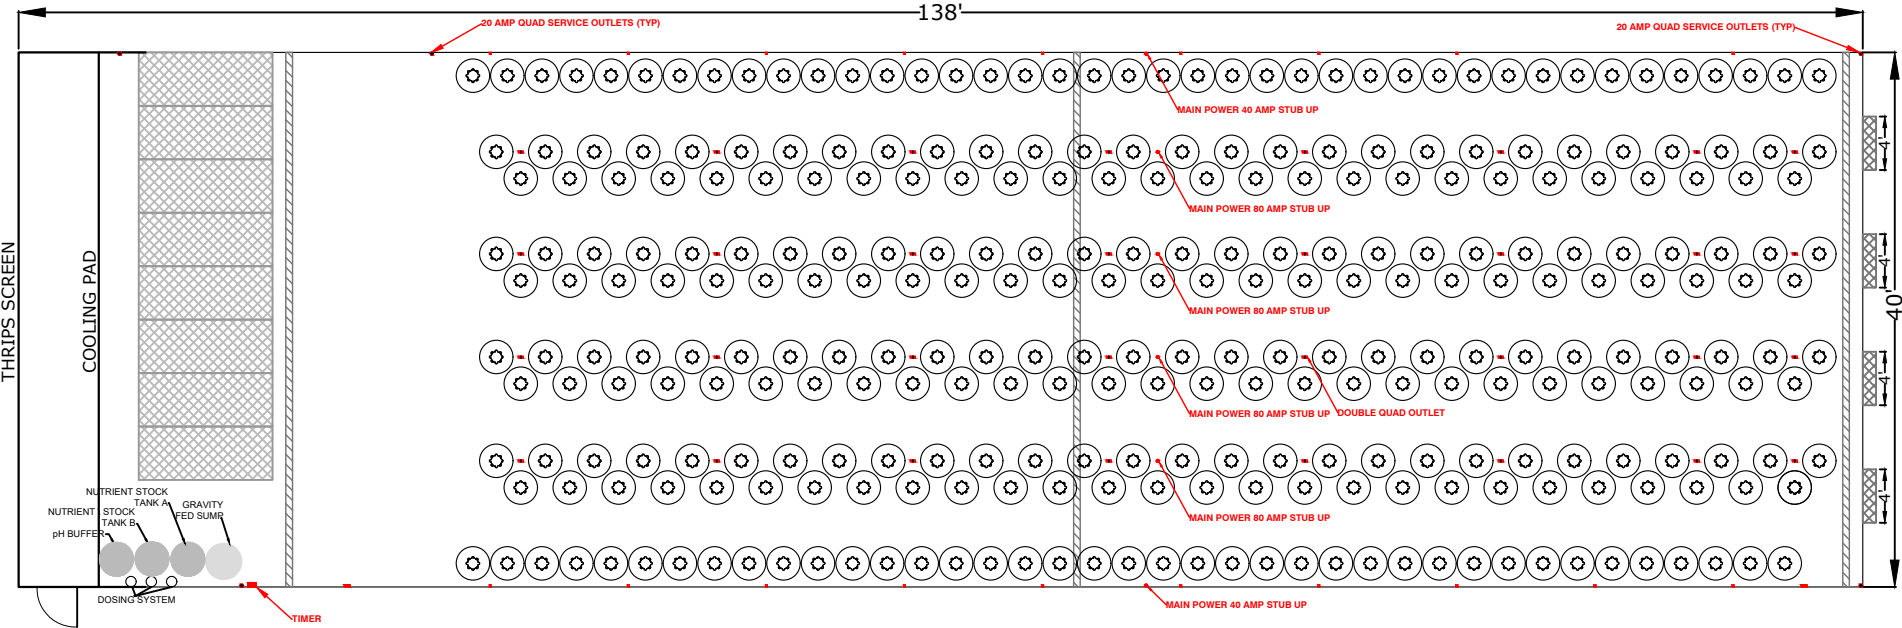 138'
20 AMP QUAD SERVICE OUTLETS (TYP)
20 AMP QUAD SERVICE OUTLETS (TYP)
MAIN POWER 40 AMP STUB UP
4'
MAIN POWER 80 AMP STUB UP
THRIPS SCREEN
COOLING PAD
4'
40'
MAIN POWER 80 AMP STUB UP
4'
MAIN POWER 80 AMP STUB UP
DOUBLE QUAD OUTLET
4'
NUTRIENT STOCK
TANK A
GRAVITY
FED SUMP
NUTRIENT STOCK
TANK B
pH BUFFER
MAIN POWER 80 AMP STUB UP
DOSING SYSTEM
MAIN POWER 40 AMP STUB UP
TIMER